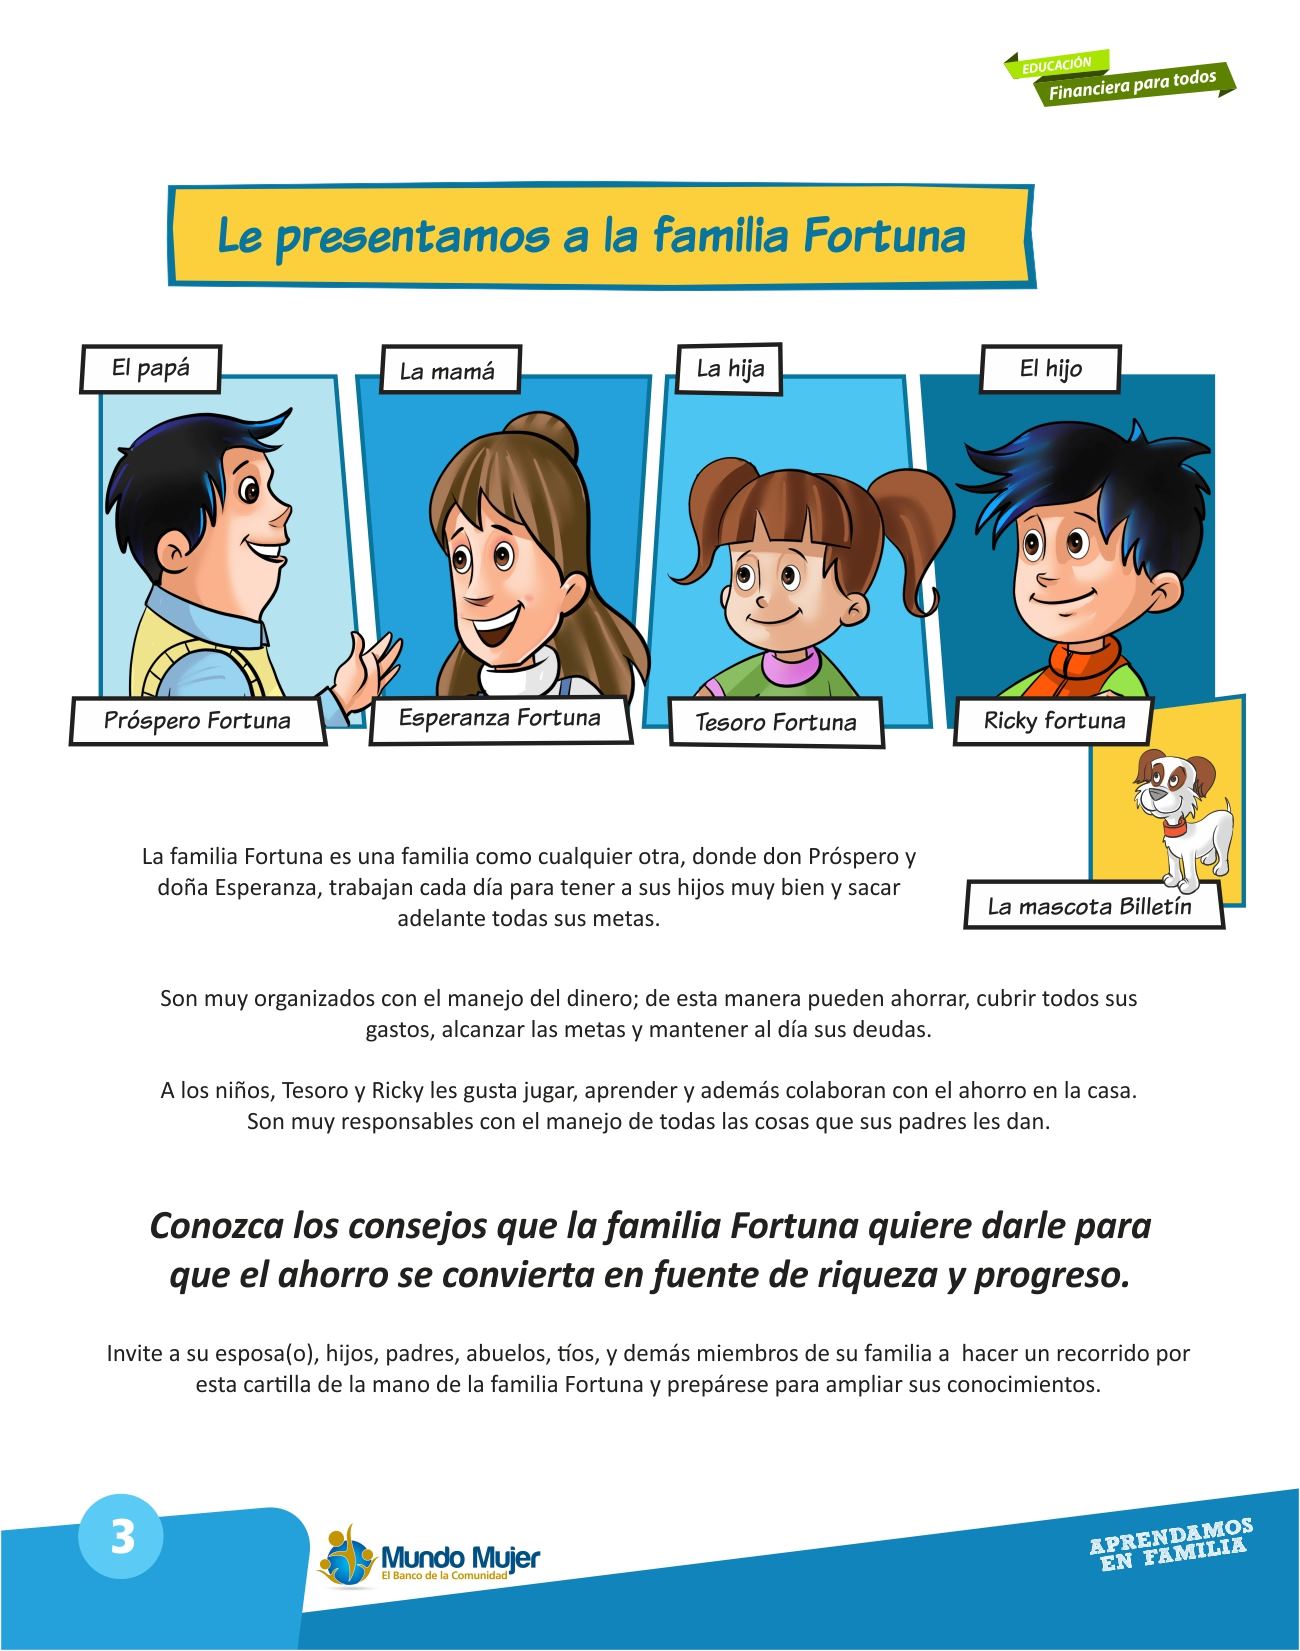 EDUCACIÓN
Financiera para todos
Le presentamos a la familia Fortuna
El papá
La mamá
La hija
El hijo
Próspero Fortuna
Esperanza Fortuna
Tesoro Fortuna
Ricky fortuna
La mascota Billetín
La familia Fortuna es una familia como cualquier otra, donde don Próspero y
doña Esperanza, trabajan cada día para tener a sus hijos muy bien y sacar
adelante todas sus metas.
Son muy organizados con el manejo del dinero; de esta manera pueden ahorrar, cubrir todos sus
gastos, alcanzar las metas y mantener al día sus deudas.
A los niños, Tesoro y Ricky les gusta jugar, aprender y además colaboran con el ahorro en la casa.
Son muy responsables con el manejo de todas las cosas que sus padres les dan.
Conozca los consejos que la familia Fortuna quiere darle para
que el ahorro se convierta en fuente de riqueza y progreso.
Invite a su esposa(o), hijos, padres, abuelos, tíos, y demás miembros de su familia a  hacer un recorrido por
esta cartilla de la mano de la familia Fortuna y prepárese para ampliar sus conocimientos.
3
Mundo Mujer
El Banco de la Comunidad
APRENDAMOS
EN FAMILIA